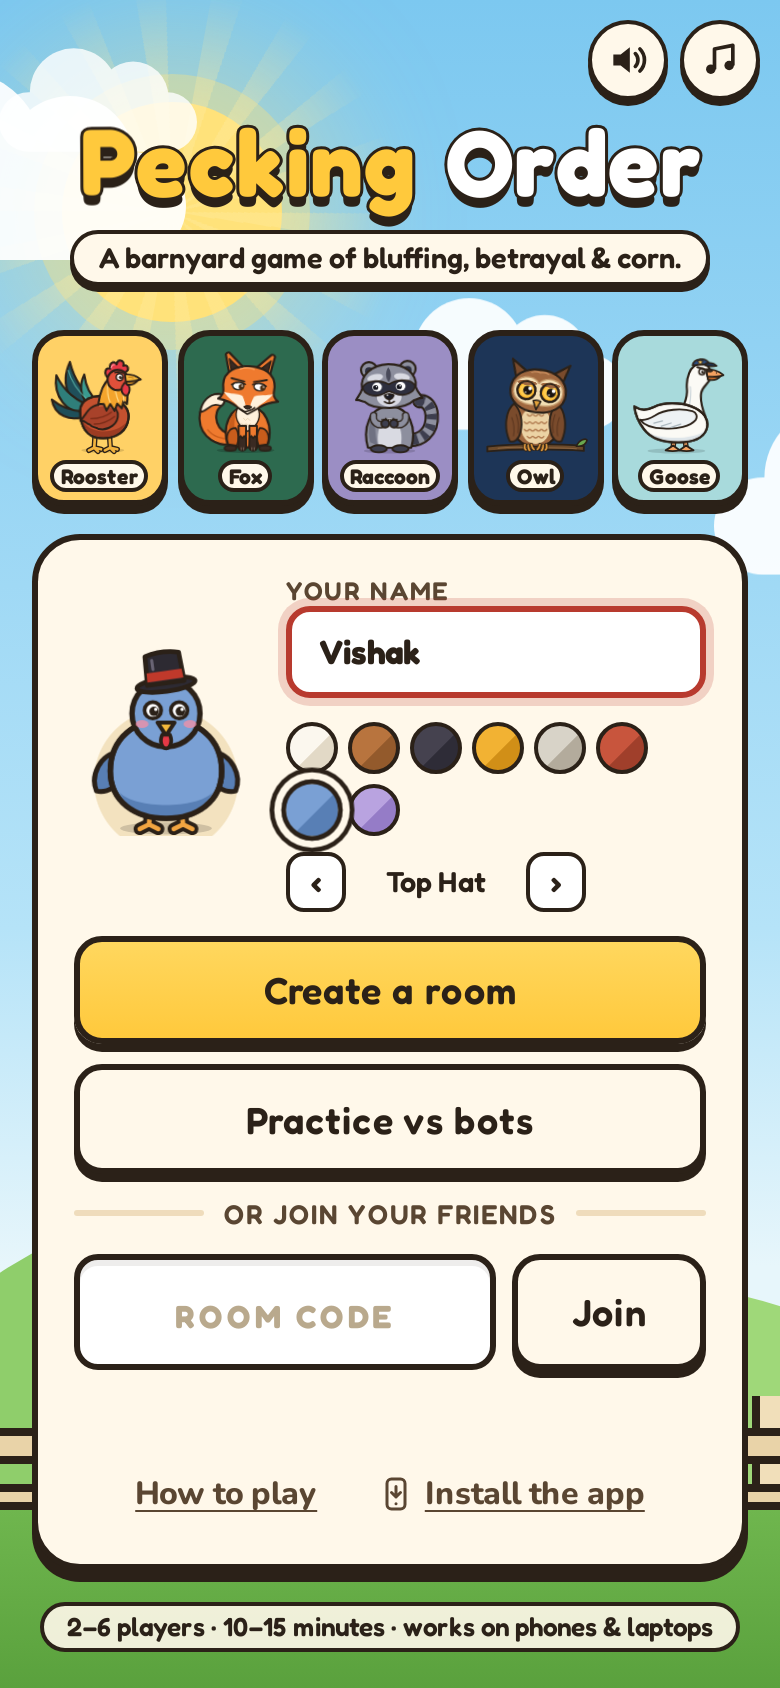 Pecking Order
A barnyard game of bluffing, betrayal & corn.
Rooster
Fox
Raccoon
Owl
Goose
YOUR NAME
Vishak
‹ Top Hat ›
Create a room
Practice vs bots
OR JOIN YOUR FRIENDS
ROOM CODE
Join
How to play
Install the app
2–6 players · 10–15 minutes · works on phones & laptops